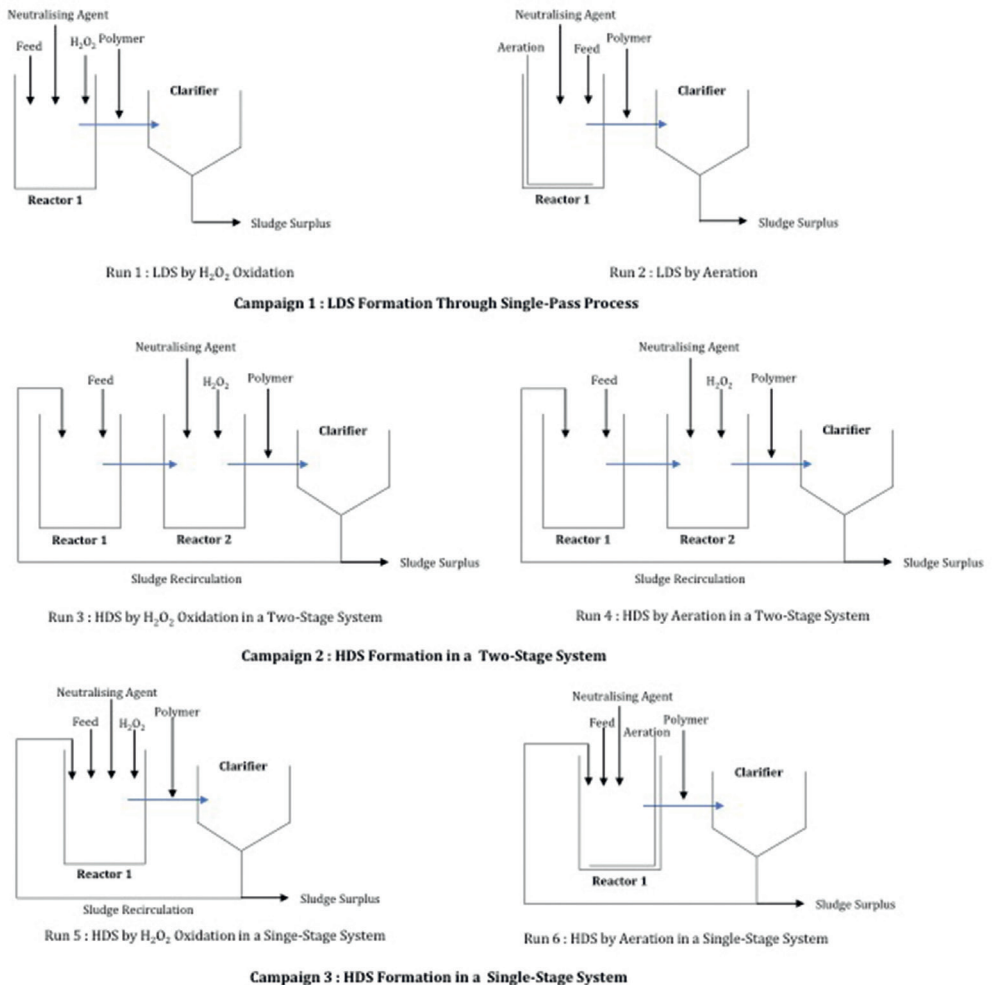 Neutralising Agent
Feed
H₂O₂
Polymer
Clarifier
Reactor 1
Sludge Surplus
Run 1 : LDS by H₂O₂ Oxidation
Neutralising Agent
Aeration
Feed
Polymer
Clarifier
Reactor 1
Sludge Surplus
Run 2 : LDS by Aeration
Campaign 1 : LDS Formation Through Single-Pass Process
Neutralising Agent
Feed
H₂O₂
Polymer
Clarifier
Reactor 1
Reactor 2
Sludge Surplus
Sludge Recirculation
Run 3 : HDS by H₂O₂ Oxidation in a Two-Stage System
Neutralising Agent
Feed
H₂O₂
Polymer
Clarifier
Reactor 1
Reactor 2
Sludge Surplus
Sludge Recirculation
Run 4 : HDS by Aeration in a Two-Stage System
Campaign 2 : HDS Formation in a Two-Stage System
Neutralising Agent
Feed
H₂O₂
Polymer
Clarifier
Reactor 1
Sludge Surplus
Sludge Recirculation
Run 5 : HDS by H₂O₂ Oxidation in a Singe-Stage System
Neutralising Agent
Feed
Aeration
Polymer
Clarifier
Reactor 1
Sludge Surplus
Run 6 : HDS by Aeration in a Single-Stage System
Campaign 3 : HDS Formation in a Single-Stage System